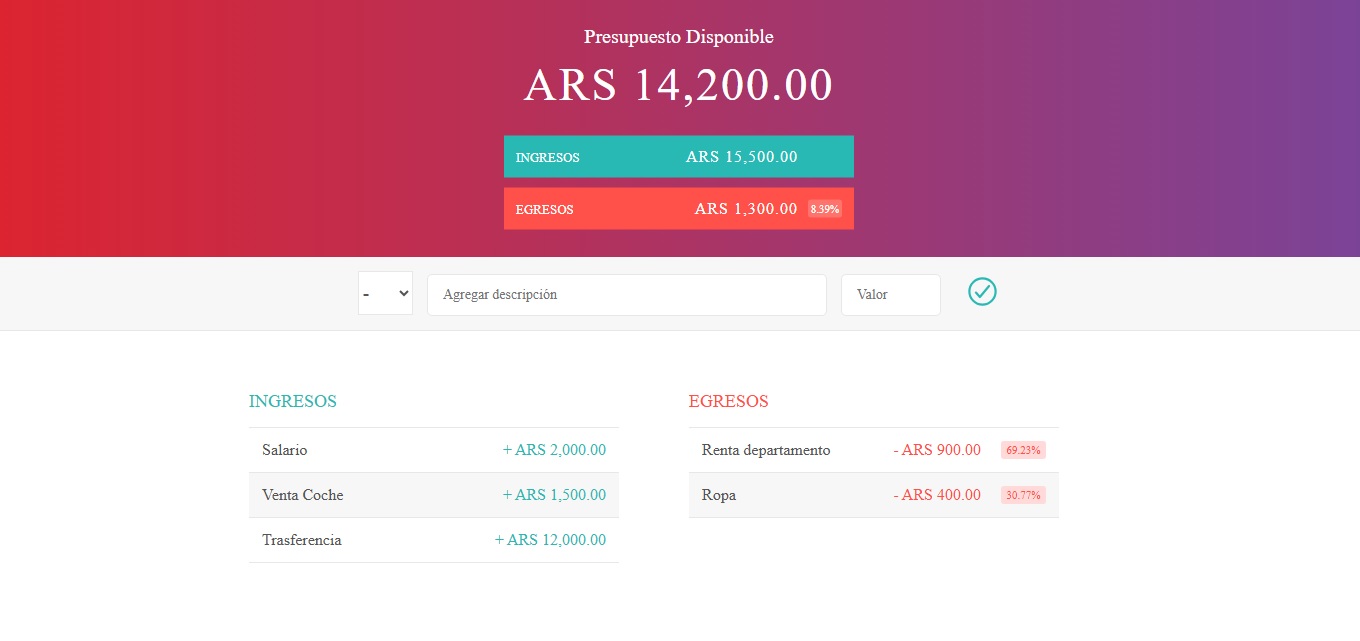 Presupuesto Disponible
ARS 14,200.00
INGRESOS ARS 15,500.00
EGRESOS ARS 1,300.00 8.39%
- Agregar descripción Valor
INGRESOS
Salario + ARS 2,000.00
Venta Coche + ARS 1,500.00
Trasferencia + ARS 12,000.00
EGRESOS
Renta departamento - ARS 900.00 69.23%
Ropa - ARS 400.00 30.77%